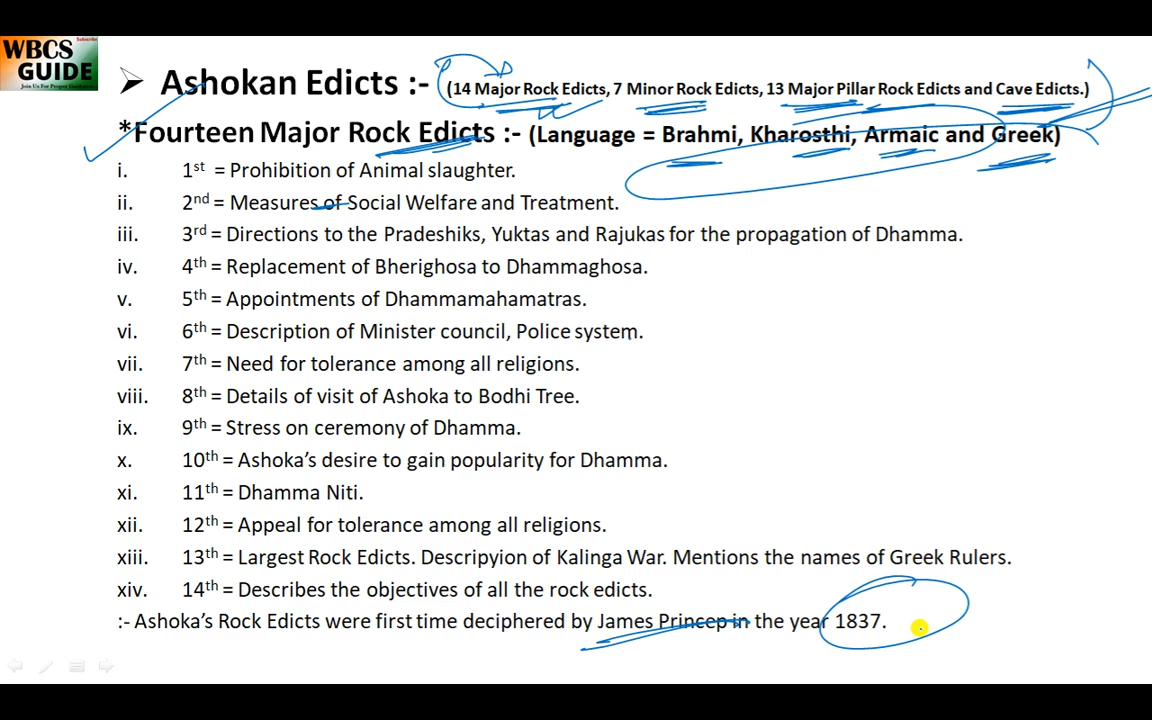 Subscribe
WBCS
GUIDE
Join Us For Proper Guidance
➢ Ashokan Edicts :- (14 Major Rock Edicts, 7 Minor Rock Edicts, 13 Major Pillar Rock Edicts and Cave Edicts.)
*Fourteen Major Rock Edicts :- (Language = Brahmi, Kharosthi, Armaic and Greek)
i. 1st = Prohibition of Animal slaughter.
ii. 2nd = Measures of Social Welfare and Treatment.
iii. 3rd = Directions to the Pradeshiks, Yuktas and Rajukas for the propagation of Dhamma.
iv. 4th = Replacement of Bherighosa to Dhammaghosa.
v. 5th = Appointments of Dhammamahamatras.
vi. 6th = Description of Minister council, Police system.
vii. 7th = Need for tolerance among all religions.
viii. 8th = Details of visit of Ashoka to Bodhi Tree.
ix. 9th = Stress on ceremony of Dhamma.
x. 10th = Ashoka’s desire to gain popularity for Dhamma.
xi. 11th = Dhamma Niti.
xii. 12th = Appeal for tolerance among all religions.
xiii. 13th = Largest Rock Edicts. Descripyion of Kalinga War. Mentions the names of Greek Rulers.
xiv. 14th = Describes the objectives of all the rock edicts.
:- Ashoka’s Rock Edicts were first time deciphered by James Princep in the year 1837.